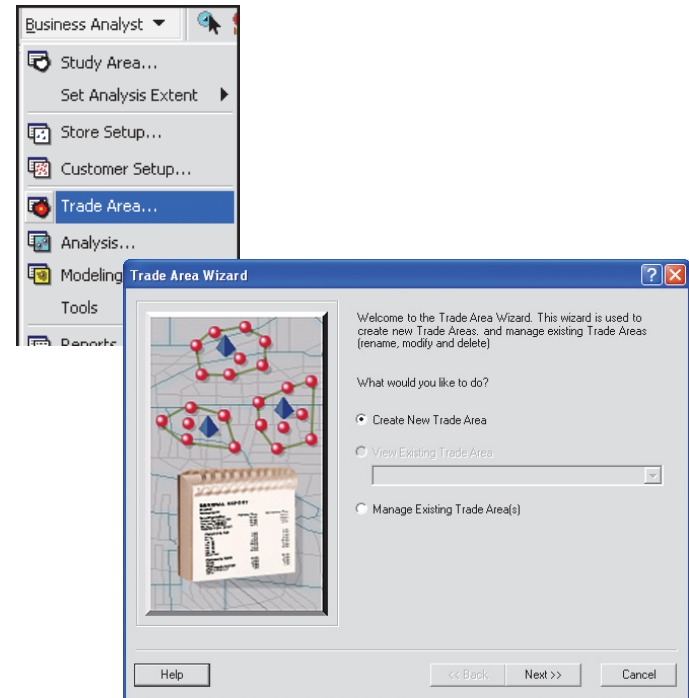 Business Analyst
Study Area...
Set Analysis Extent
Store Setup...
Customer Setup...
Trade Area...
Analysis...
Modeling
Tools
Reports
Trade Area Wizard
Welcome to the Trade Area Wizard. This wizard is used to
create new Trade Areas. and manage existing Trade Areas
(rename, modify and delete)
What would you like to do?
Create New Trade Area
View Existing Trade Area
Manage Existing Trade Area(s)
Help
<< Back
Next >>
Cancel